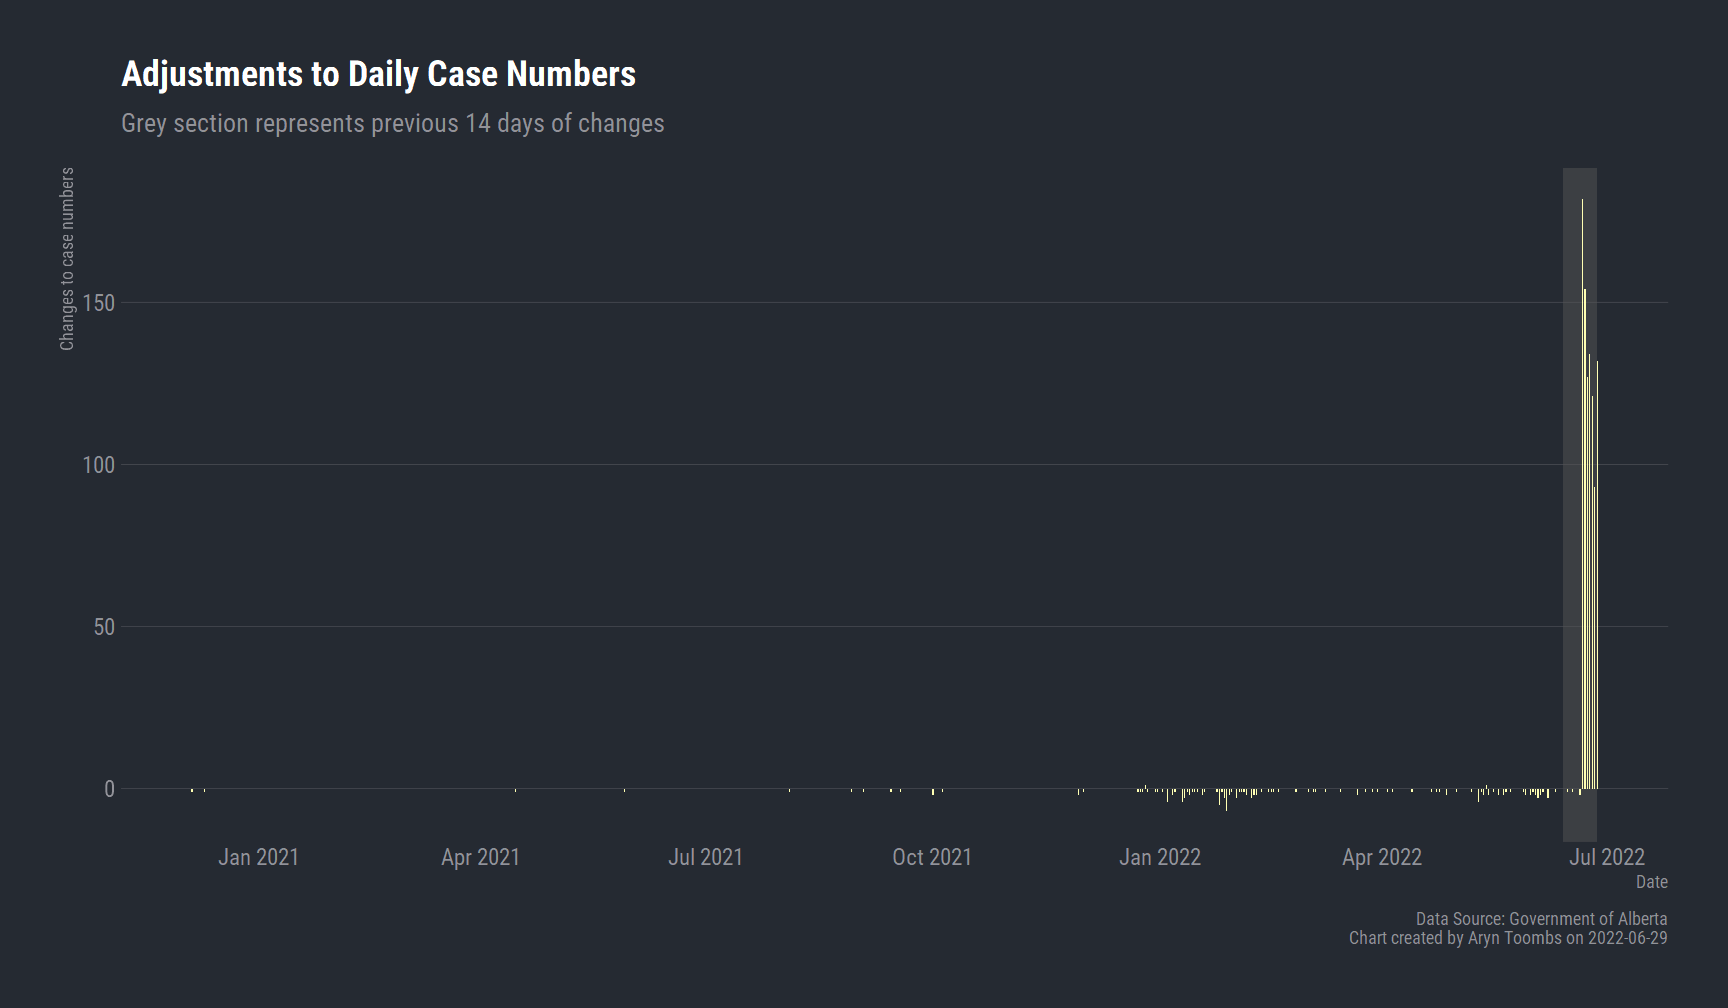 Adjustments to Daily Case Numbers
Grey section represents previous 14 days of changes
Changes to case numbers
150
100
50
0
Jan 2021
Apr 2021
Jul 2021
Oct 2021
Jan 2022
Apr 2022
Jul 2022
Date
Data Source: Government of Alberta
Chart created by Aryn Toombs on 2022-06-29